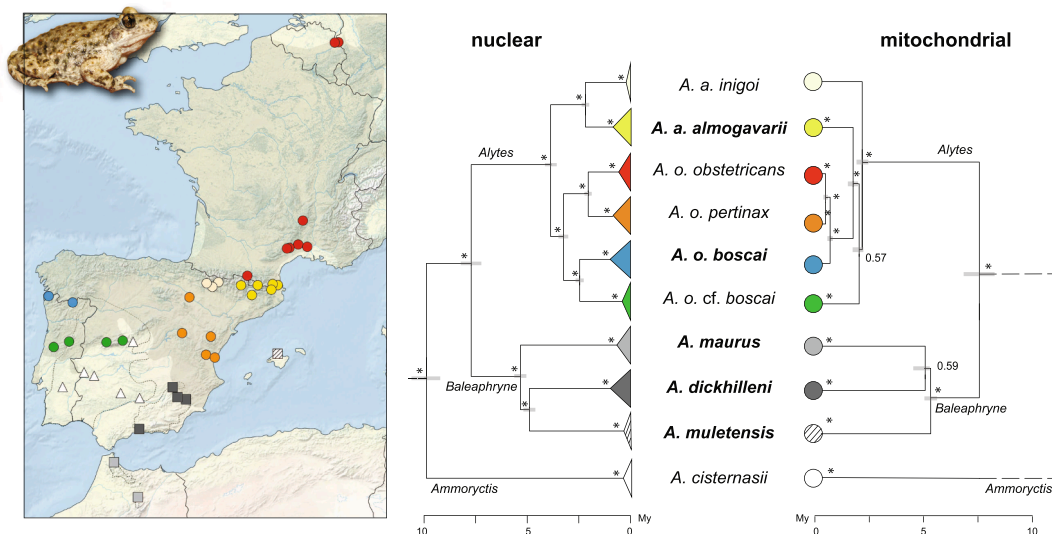 nuclear
mitochondrial
A. a. inigoi
A. a. almogavarii
A. o. obstetricans
A. o. pertinax
A. o. boscai
A. o. cf. boscai
A. maurus
A. dickhilleni
A. muletensis
A. cisternasii
* * * * * * * * * * * * * * * * * * *
Alytes
Baleaphryne
Ammoryctis
My
10 5 0
* * * * * * * * * * * * * * * * *
Alytes
0.57
0.59
Baleaphryne
Ammoryctis
My
0 5 10